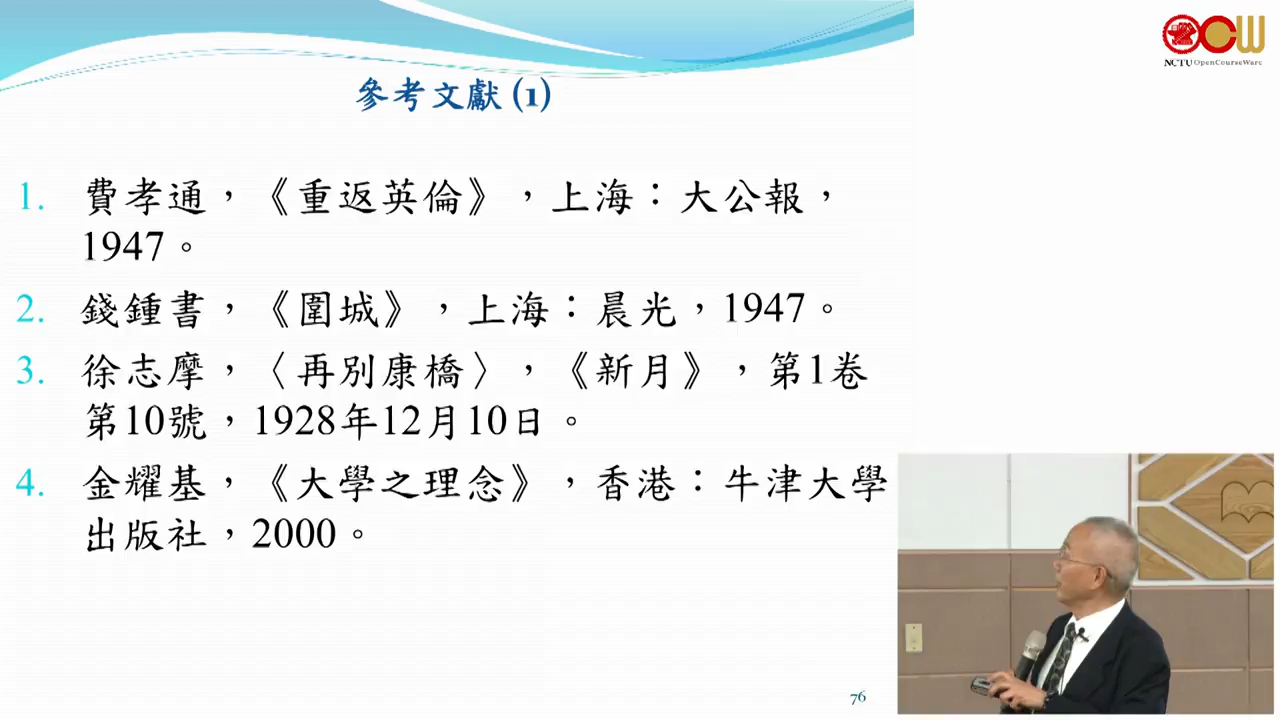 參考文獻 (1)
NCTU OpenCourseWare
1. 費孝通，《重返英倫》，上海：大公報，
1947。
2. 錢鍾書，《圍城》，上海：晨光，1947。
3. 徐志摩，〈再別康橋〉，《新月》，第1卷
第10號，1928年12月10日。
4. 金耀基，《大學之理念》，香港：牛津大學
出版社，2000。
76